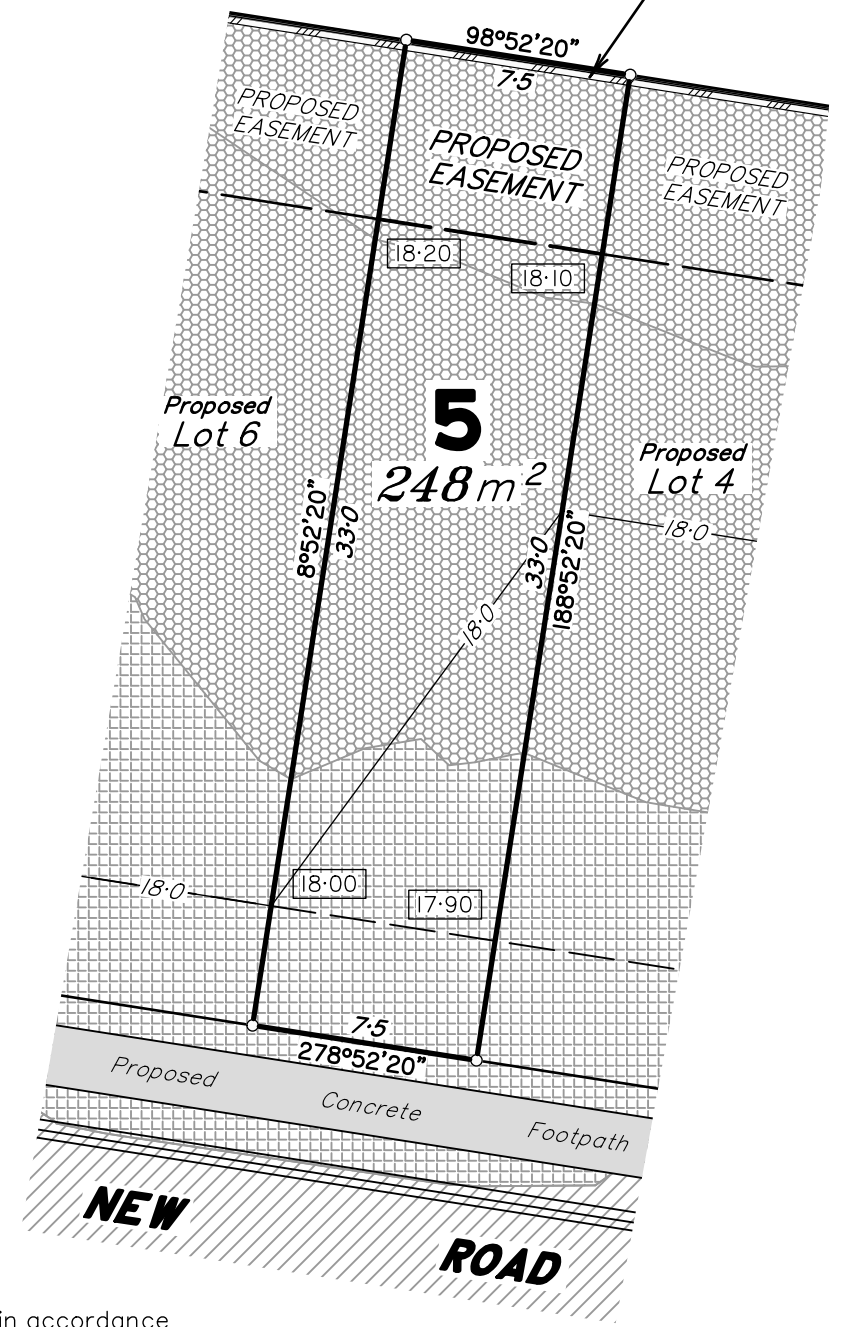 98°52'20"
7·5
PROPOSED
EASEMENT
PROPOSED
EASEMENT
PROPOSED
EASEMENT
18·20
18·10
5
248 m²
Proposed
Lot 6
Proposed
Lot 4
8°52'20"
33·0
33·0
188°52'20"
18·0
18·0
18·0
18·00
17·90
7·5
278°52'20"
Proposed Concrete Footpath
NEW ROAD
in accordance